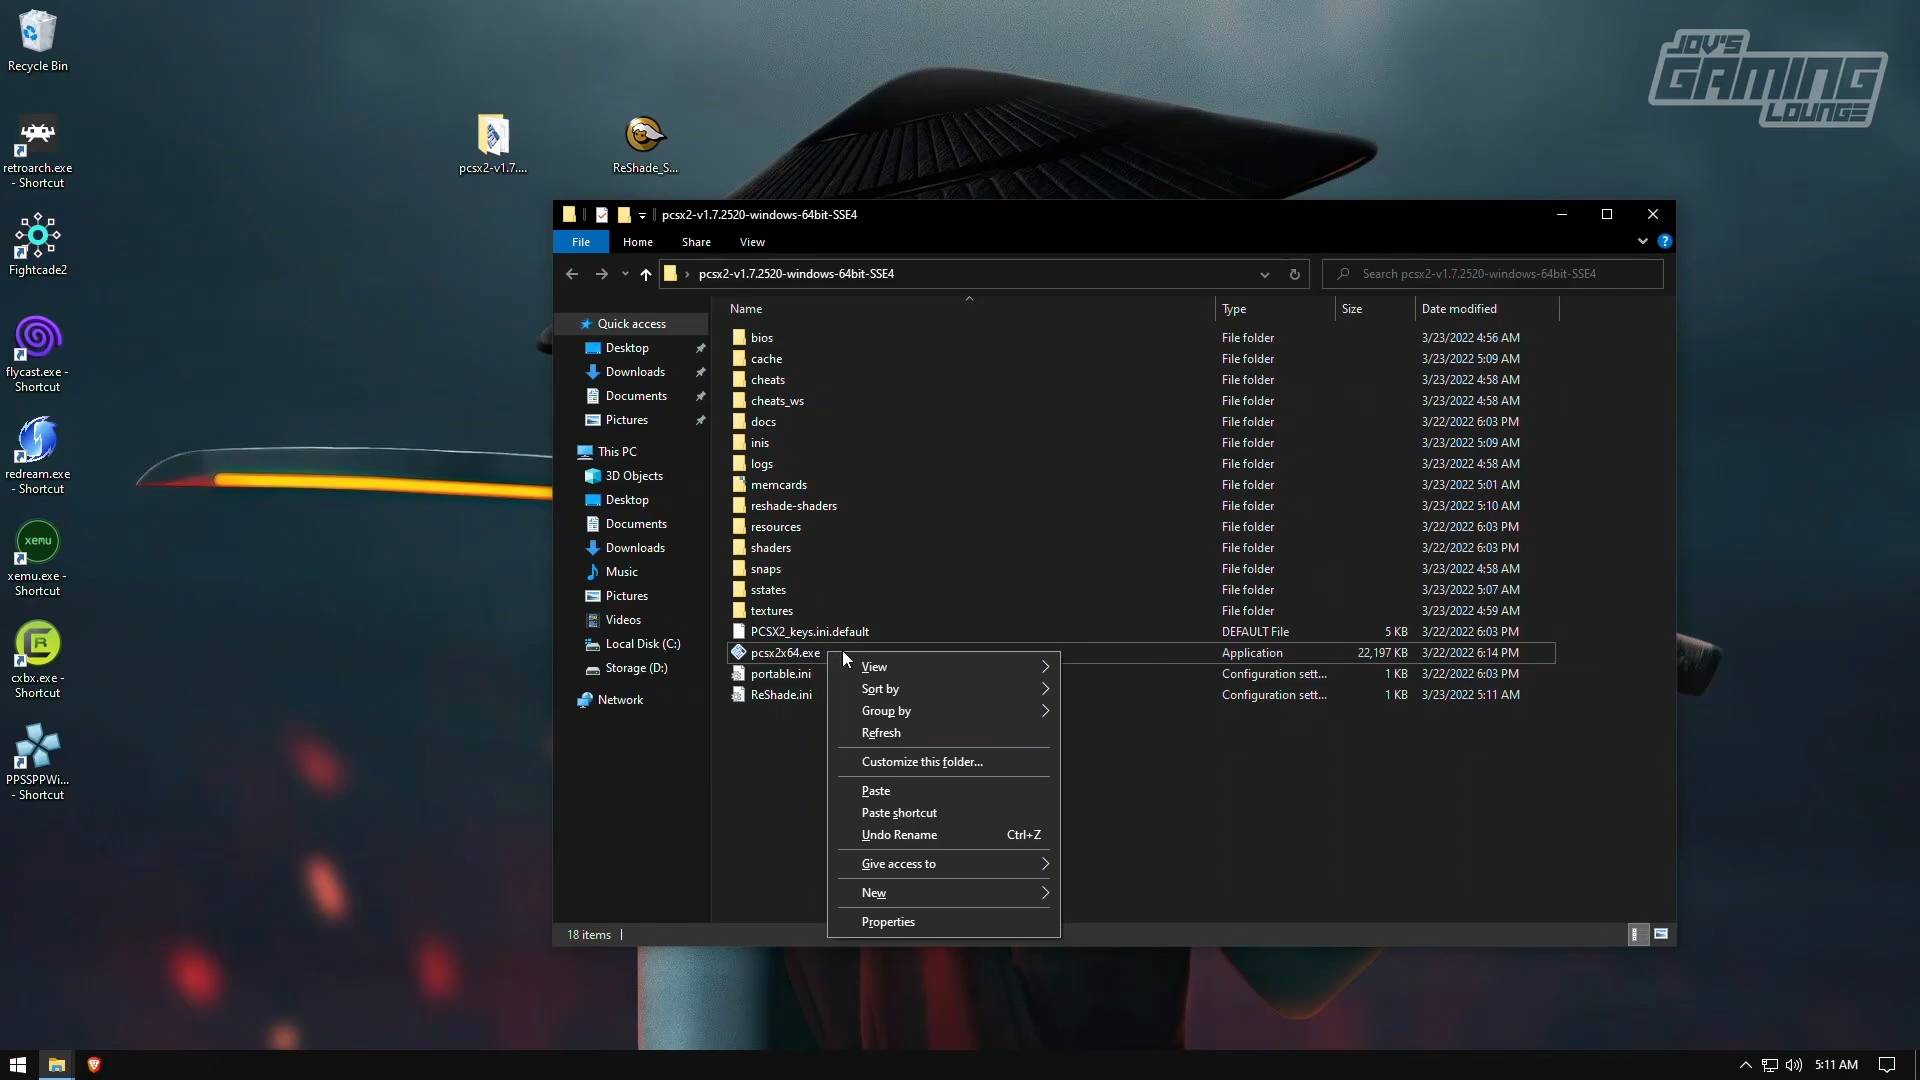 Recycle Bin
retroarch.exe
- Shortcut
Fightcade2
flycast.exe -
Shortcut
redream.exe
- Shortcut
xemu
xemu.exe -
Shortcut
cxbx.exe -
Shortcut
PPSSPPWi...
- Shortcut
pcsx2-v1.7....
ReShade_S...
JOV'S
GAMING
LOUNGE
pcsx2-v1.7.2520-windows-64bit-SSE4
File
Home
Share
View
pcsx2-v1.7.2520-windows-64bit-SSE4
Search pcsx2-v1.7.2520-windows-64bit-SSE4
Quick access
Desktop
Downloads
Documents
Pictures
This PC
3D Objects
Desktop
Documents
Downloads
Music
Pictures
Videos
Local Disk (C:)
Storage (D:)
Network
Name Type Size Date modified
bios File folder 3/23/2022 4:56 AM
cache File folder 3/23/2022 5:09 AM
cheats File folder 3/23/2022 4:58 AM
cheats_ws File folder 3/23/2022 4:58 AM
docs File folder 3/22/2022 6:03 PM
inis File folder 3/23/2022 5:09 AM
logs File folder 3/23/2022 4:58 AM
memcards File folder 3/23/2022 5:01 AM
reshade-shaders File folder 3/23/2022 5:10 AM
resources File folder 3/22/2022 6:03 PM
shaders File folder 3/22/2022 6:03 PM
snaps File folder 3/23/2022 4:58 AM
sstates File folder 3/23/2022 5:07 AM
textures File folder 3/23/2022 4:59 AM
PCSX2_keys.ini.default DEFAULT File 5 KB 3/22/2022 6:03 PM
pcsx2x64.exe Application 22,197 KB 3/22/2022 6:14 PM
portable.ini Configuration sett... 1 KB 3/22/2022 6:03 PM
ReShade.ini Configuration sett... 1 KB 3/23/2022 5:11 AM
View
Sort by
Group by
Refresh
Customize this folder...
Paste
Paste shortcut
Undo Rename Ctrl+Z
Give access to
New
Properties
18 items
5:11 AM